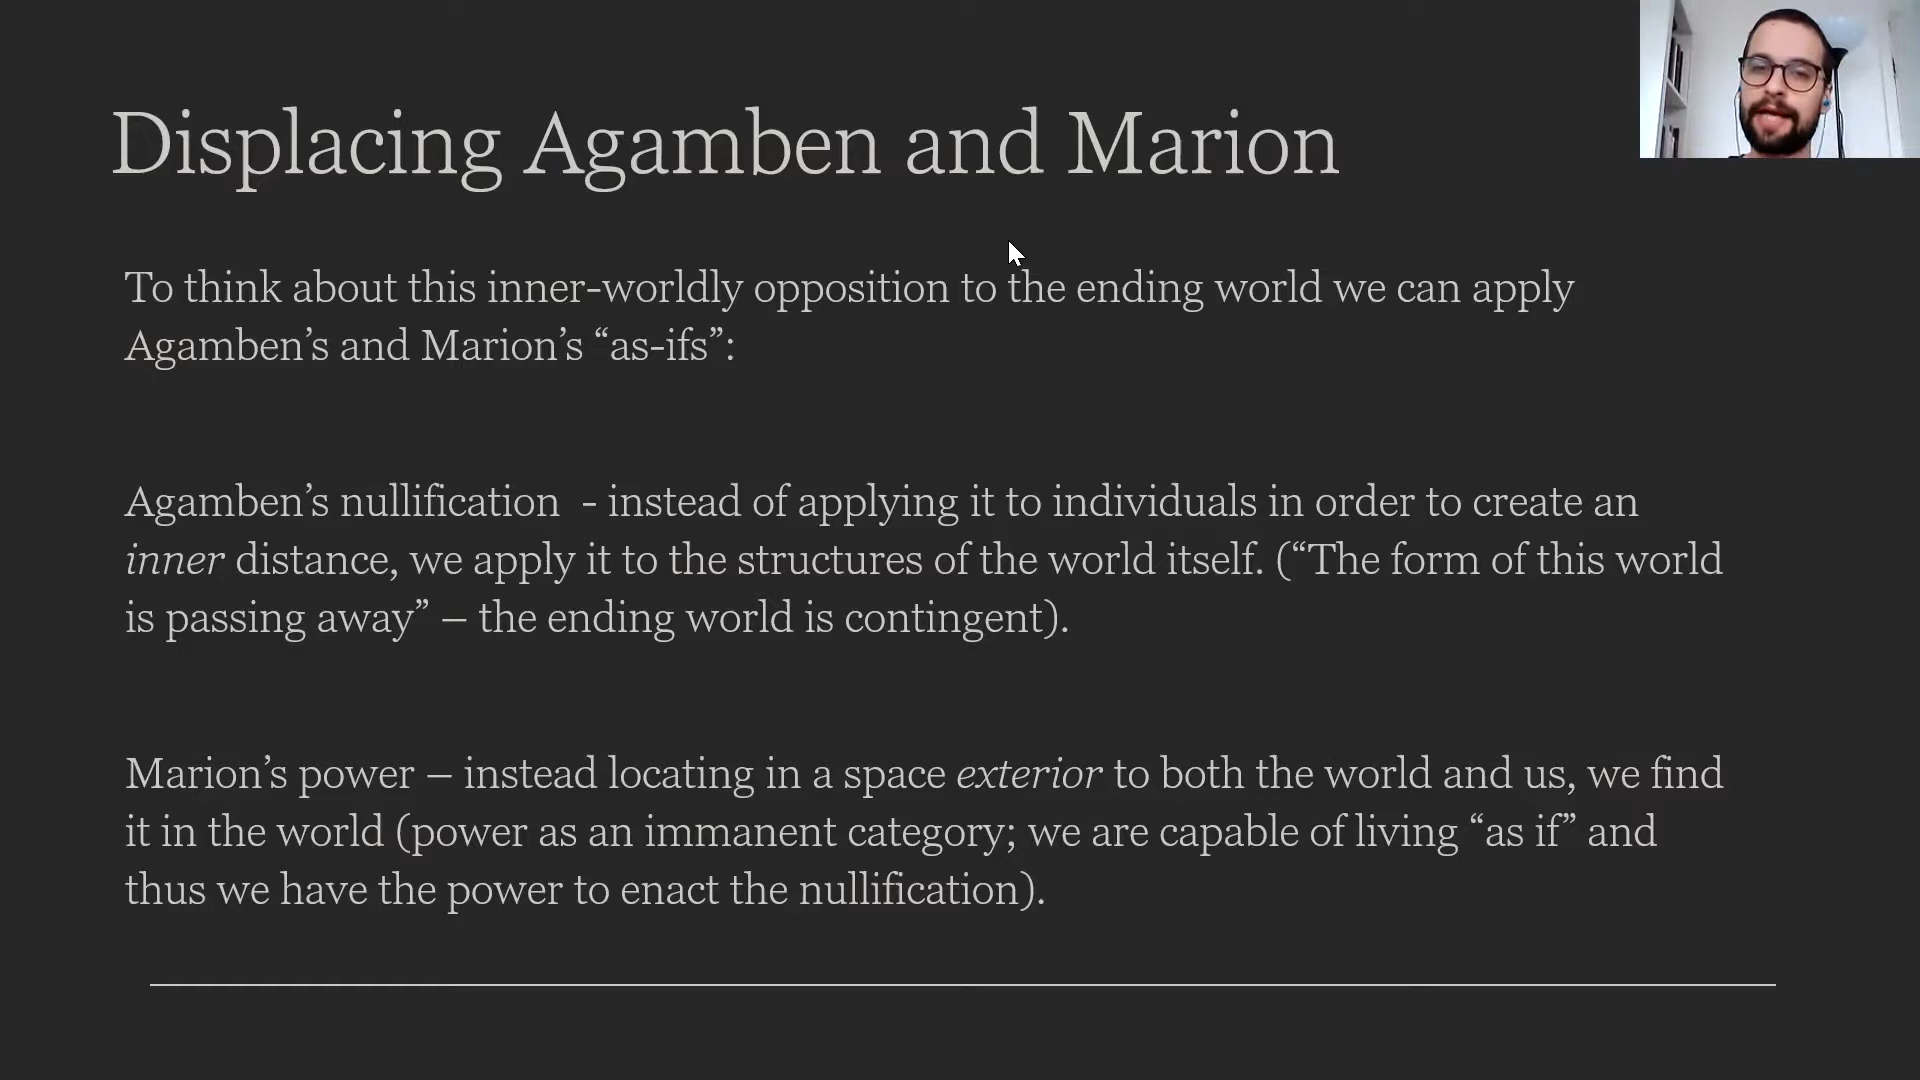 Displacing Agamben and Marion
To think about this inner-worldly opposition to the ending world we can apply
Agamben’s and Marion’s “as-ifs”:
Agamben’s nullification  - instead of applying it to individuals in order to create an
inner distance, we apply it to the structures of the world itself. (“The form of this world
is passing away” – the ending world is contingent).
Marion’s power – instead locating in a space exterior to both the world and us, we find
it in the world (power as an immanent category; we are capable of living “as if” and
thus we have the power to enact the nullification).